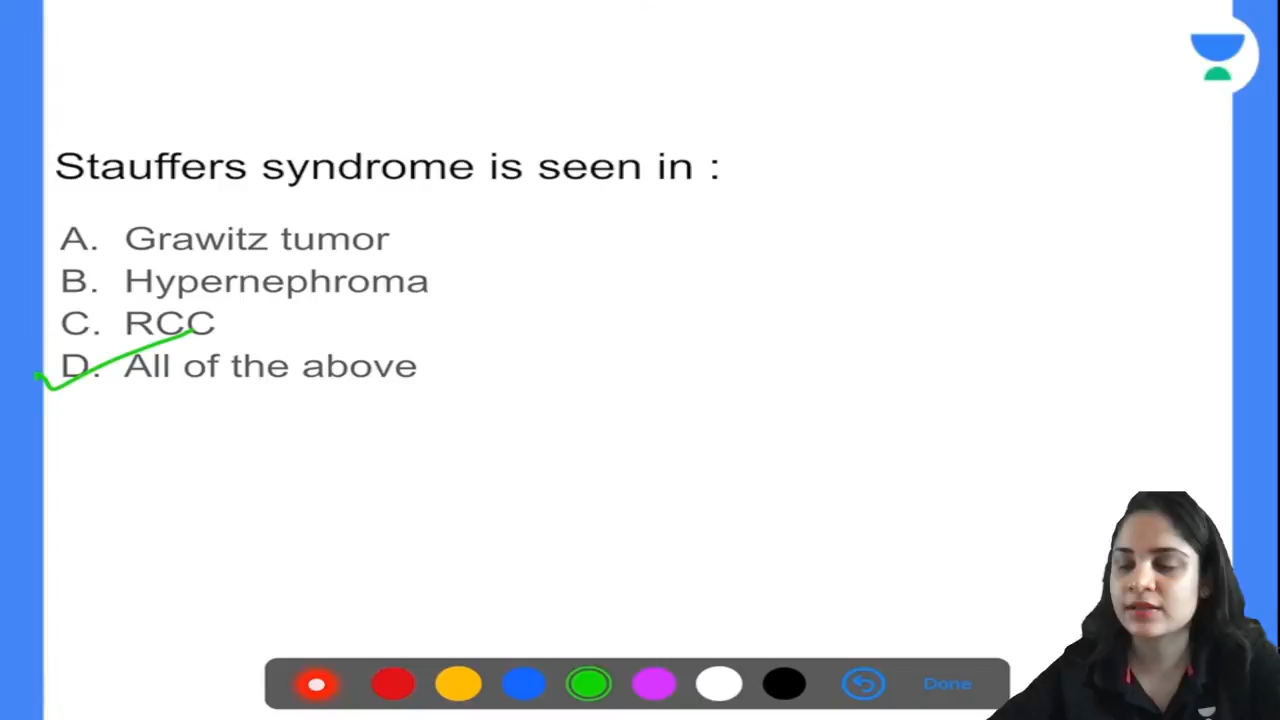 Stauffers syndrome is seen in :
A. Grawitz tumor
B. Hypernephroma
C. RCC
D. All of the above
Done